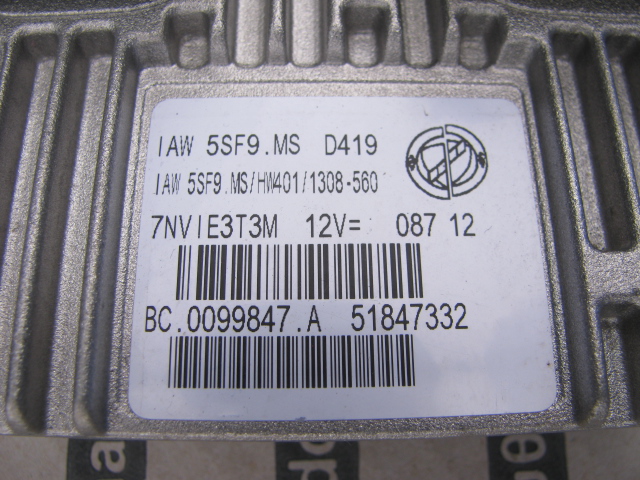 IAW 5SF9.MS D419
IAW 5SF9.MS/HW401/1308-560
7NVIE3T3M 12V= 087 12
BC.0099847.A 51847332